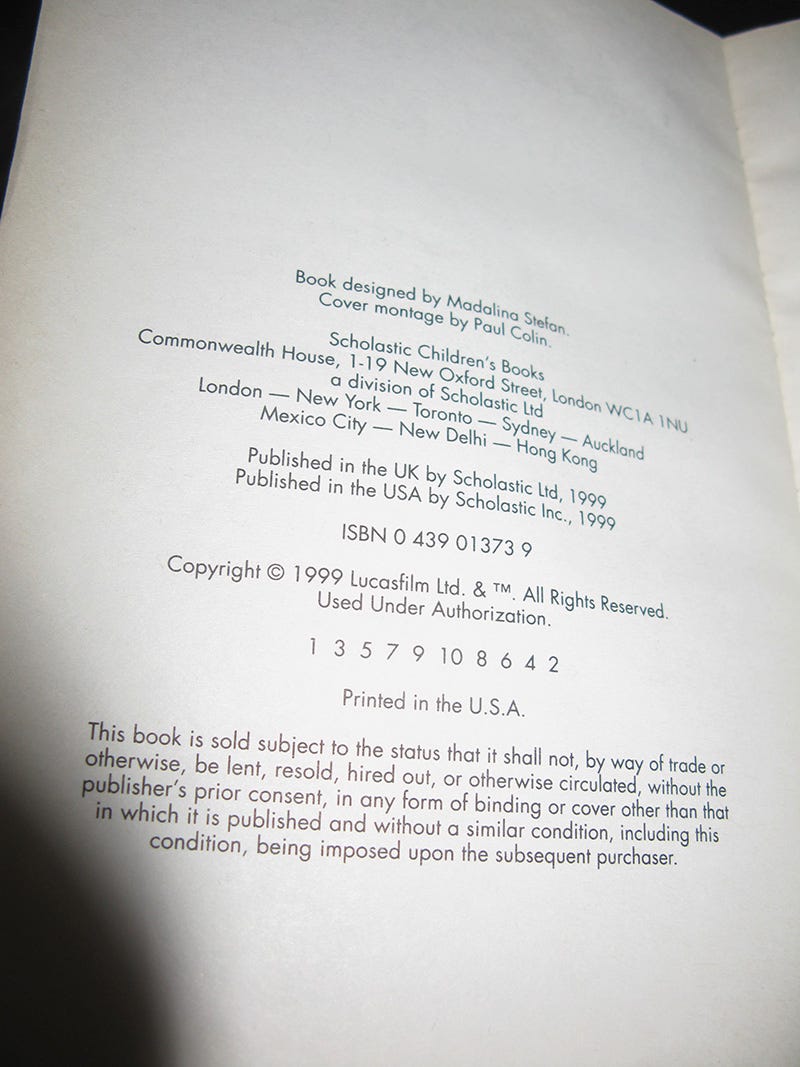 Book designed by Madalina Stefan.
Cover montage by Paul Colin.
Scholastic Children's Books
Commonwealth House, 1-19 New Oxford Street, London WC1A 1NU
a division of Scholastic Ltd
London — New York — Toronto — Sydney — Auckland
Mexico City — New Delhi — Hong Kong
Published in the UK by Scholastic Ltd, 1999
Published in the USA by Scholastic Inc., 1999
ISBN 0 439 01373 9
Copyright © 1999 Lucasfilm Ltd. & ™. All Rights Reserved.
Used Under Authorization.
1 3 5 7 9 10 8 6 4 2
Printed in the U.S.A.
This book is sold subject to the status that it shall not, by way of trade or
otherwise, be lent, resold, hired out, or otherwise circulated, without the
publisher's prior consent, in any form of binding or cover other than that
in which it is published and without a similar condition, including this
condition, being imposed upon the subsequent purchaser.